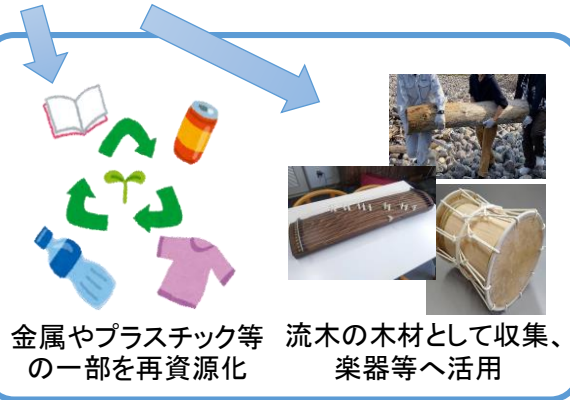 金属やプラスチック等
の一部を再資源化
流木の木材として収集、
楽器等へ活用